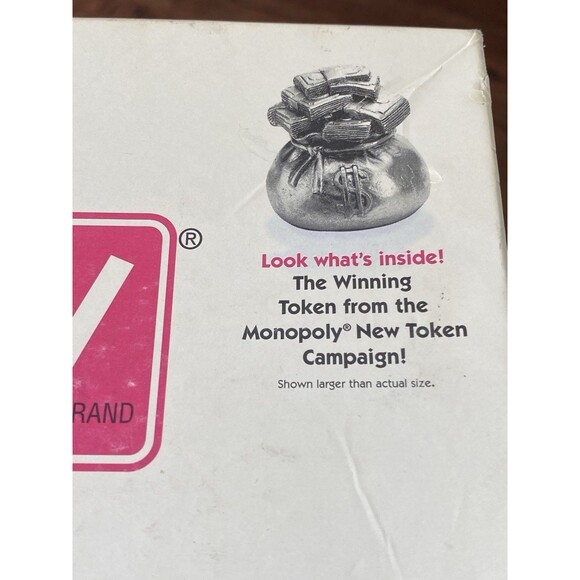 $
Look what's inside!
The Winning
Token from the
Monopoly® New Token
Campaign!
Shown larger than actual size.
Y®
RAND